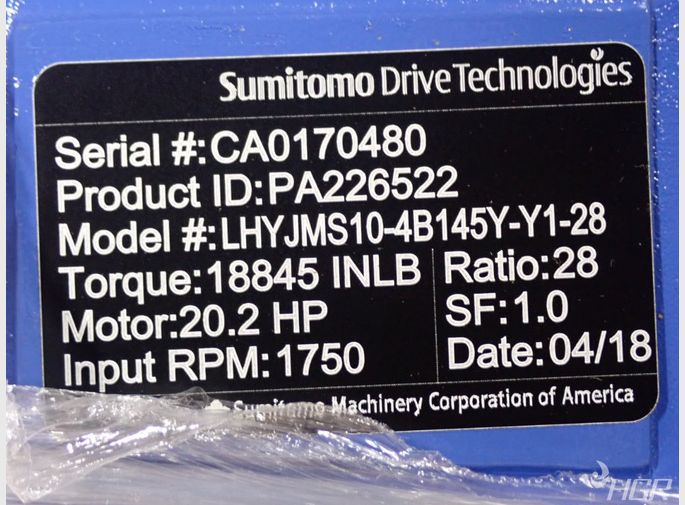 Sumitomo Drive Technologies
Serial #:CA0170480
Product ID:PA226522
Model #:LHYJMS10-4B145Y-Y1-28
Torque:18845 INLB
Ratio:28
Motor:20.2 HP
SF:1.0
Input RPM:1750
Date:04/18
Sumitomo Machinery Corporation of America
HGR